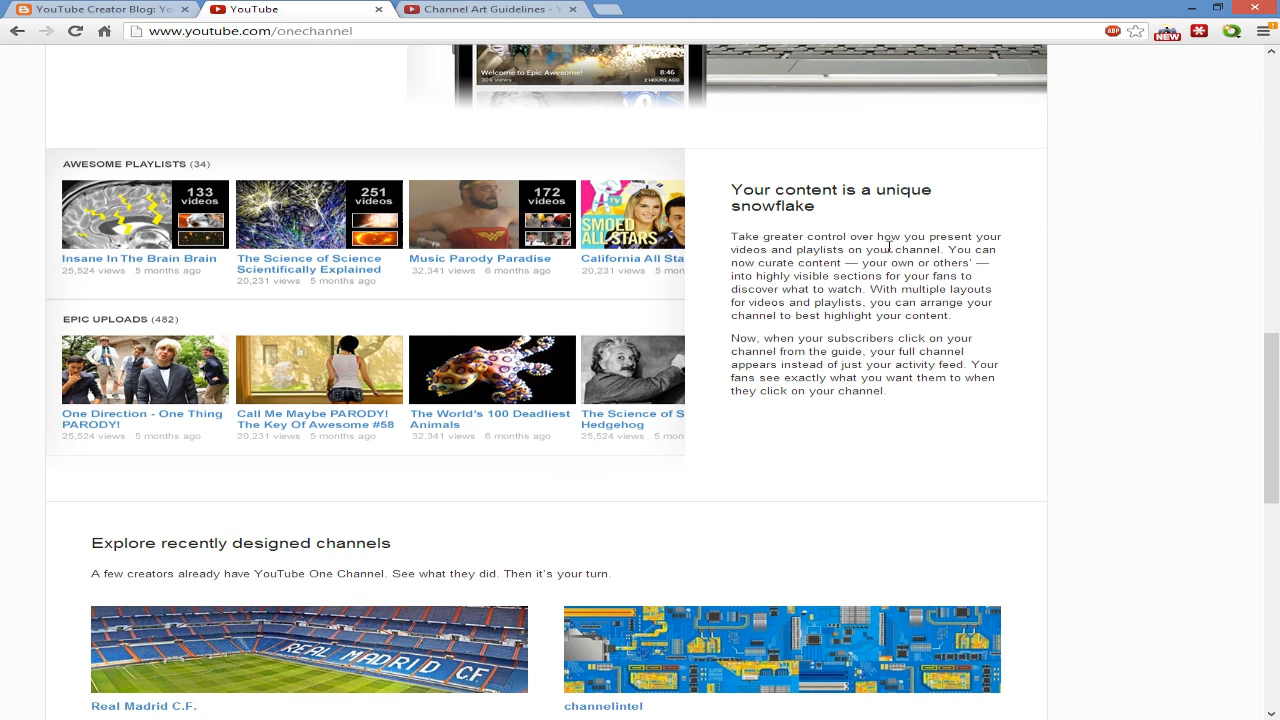 YouTube Creator Blog: Yo
YouTube
Channel Art Guidelines - Y
www.youtube.com/onechannel
ABP
NEW
Welcome to Epic Awesome!
8:46
306 views
2 HOURS AGO
AWESOME PLAYLISTS (34)
133 videos
251 videos
172 videos
SMOED
ALL STARS
Insane In The Brain Brain
25,524 views 5 months ago
The Science of Science
Scientifically Explained
20,231 views 5 months ago
Music Parody Paradise
32,341 views 6 months ago
California All Sta
20,231 views 5 mon
EPIC UPLOADS (482)
One Direction - One Thing
PARODY!
25,524 views 5 months ago
Call Me Maybe PARODY!
The Key Of Awesome #58
20,231 views 5 months ago
The World's 100 Deadliest
Animals
32,341 views 6 months ago
The Science of S
Hedgehog
25,524 views 5 mon
Your content is a unique
snowflake
Take greater control over how you present your
videos and playlists on your channel. You can
now curate content — your own or others' —
into highly visible sections for your fans to
discover what to watch. With multiple layouts
for videos and playlists, you can arrange your
channel to best highlight your content.
Now, when your subscribers click on your
channel from the guide, your full channel
appears instead of just your activity feed. Your
fans see exactly what you want them to when
they click on your channel.
Explore recently designed channels
A few creators already have YouTube One Channel. See what they did. Then it's your turn.
REAL MADRID C.F.
Real Madrid C.F.
channelintel